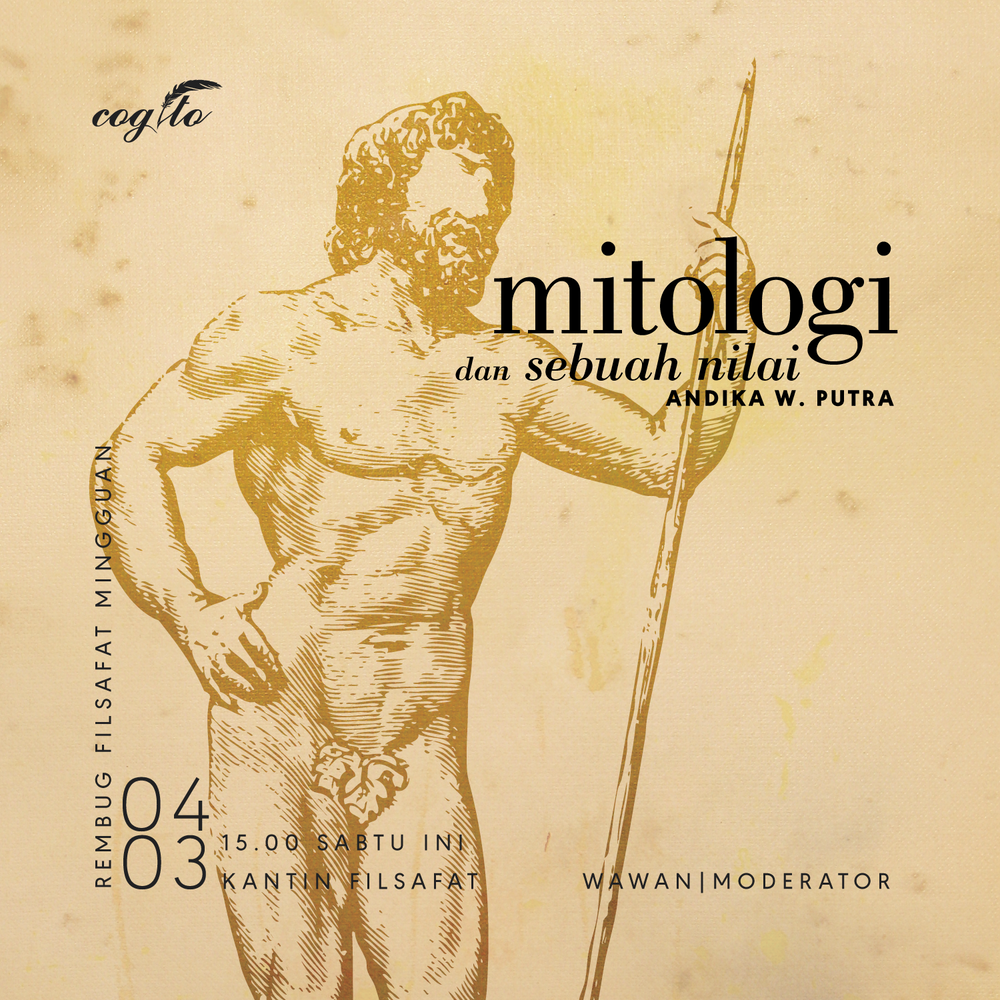 cogito
mitologi
dan sebuah nilai
ANDIKA W. PUTRA
REMBUG FILSAFAT MINGGUAN
04
03
15.00 SABTU INI
KANTIN FILSAFAT
WAWAN|MODERATOR